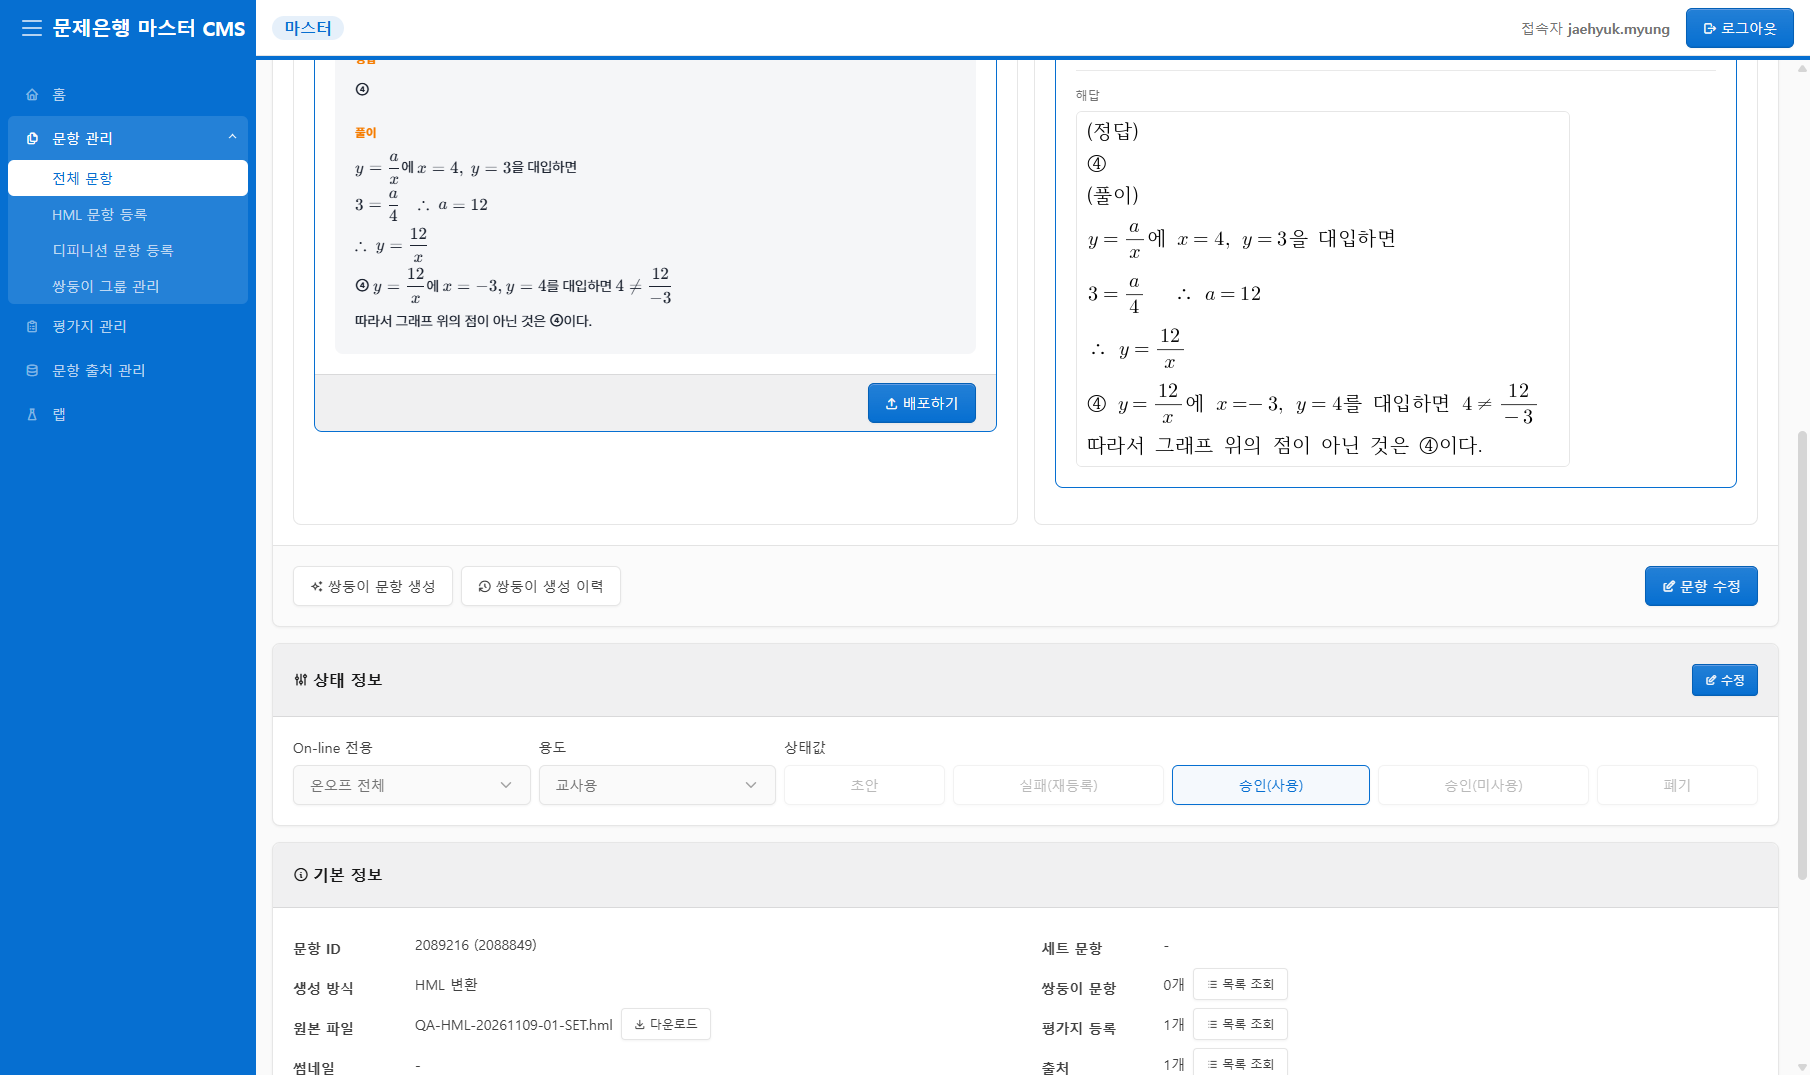 문제은행 마스터 CMS
홈
문항 관리
전체 문항
HML 문항 등록
디피니션 문항 등록
쌍둥이 그룹 관리
평가지 관리
문항 출처 관리
랩
마스터
접속자 jaehyuk.myung
로그아웃
④
풀이
y = a/x에 x = 4, y = 3을 대입하면
3 = a/4 ∴ a = 12
∴ y = 12/x
④ y = 12/x에 x = −3, y = 4를 대입하면 4 ≠ 12/−3
따라서 그래프 위의 점이 아닌 것은 ④이다.
배포하기
해답
(정답)
④
(풀이)
y = a/x에 x = 4, y = 3을 대입하면
3 = a/4 ∴ a = 12
∴ y = 12/x
④ y = 12/x에 x =− 3, y = 4를 대입하면 4 ≠ 12/− 3
따라서 그래프 위의 점이 아닌 것은 ④이다.
쌍둥이 문항 생성
쌍둥이 생성 이력
문항 수정
상태 정보
수정
On-line 전용
용도
상태값
온오프 전체
교사용
초안
실패(재등록)
승인(사용)
승인(미사용)
폐기
기본 정보
문항 ID 2089216 (2088849)
세트 문항 -
생성 방식 HML 변환
쌍둥이 문항 0개 목록 조회
원본 파일 QA-HML-20261109-01-SET.hml 다운로드
평가지 등록 1개 목록 조회
썸네일 -
출처 1개 목록 조회